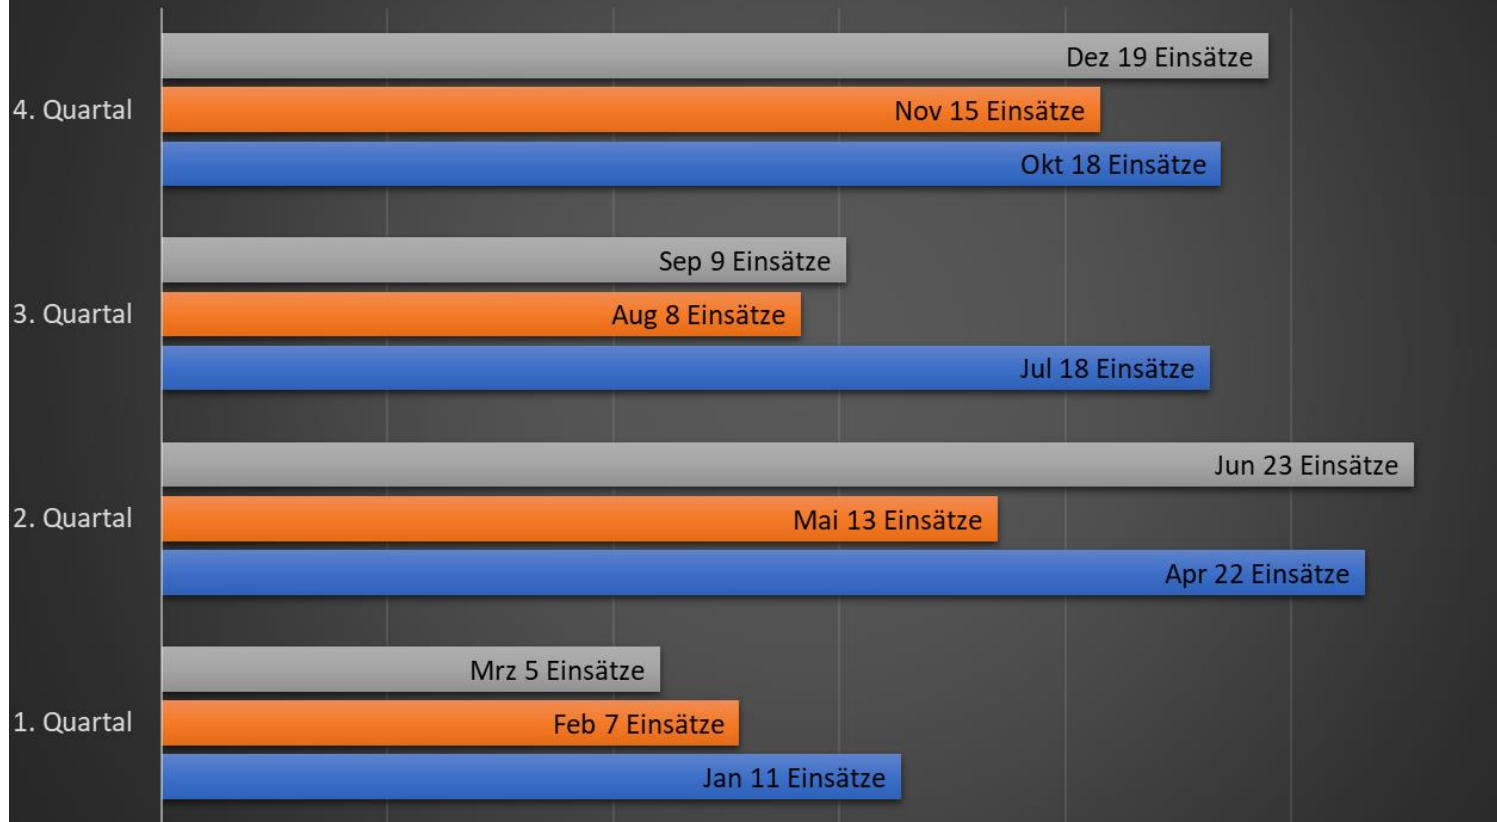 Dez 19 Einsätze
4. Quartal
Nov 15 Einsätze
Okt 18 Einsätze
Sep 9 Einsätze
3. Quartal
Aug 8 Einsätze
Jul 18 Einsätze
Jun 23 Einsätze
2. Quartal
Mai 13 Einsätze
Apr 22 Einsätze
Mrz 5 Einsätze
1. Quartal
Feb 7 Einsätze
Jan 11 Einsätze